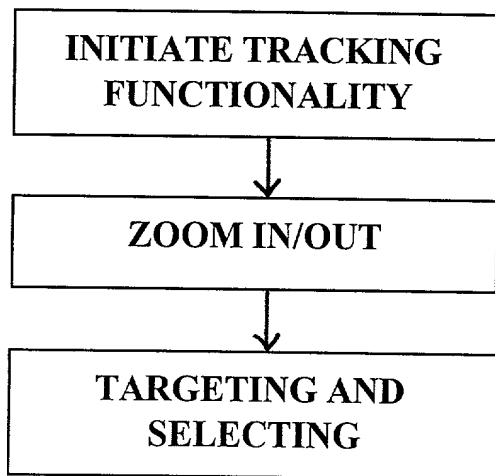 INITIATE TRACKING
FUNCTIONALITY
ZOOM IN/OUT
TARGETING AND
SELECTING